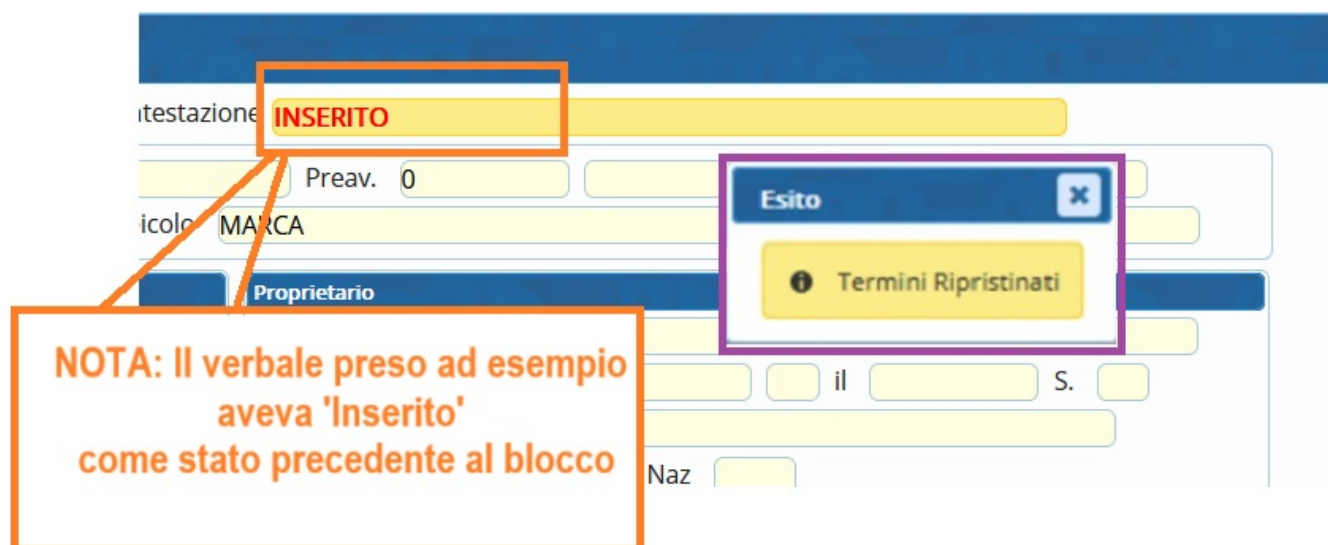 ntestazione INSERITO
Preav. 0
icolo MARCA
Esito
Termini Ripristinati
Proprietario
il S.
Naz
NOTA: Il verbale preso ad esempio
aveva 'Inserito'
come stato precedente al blocco